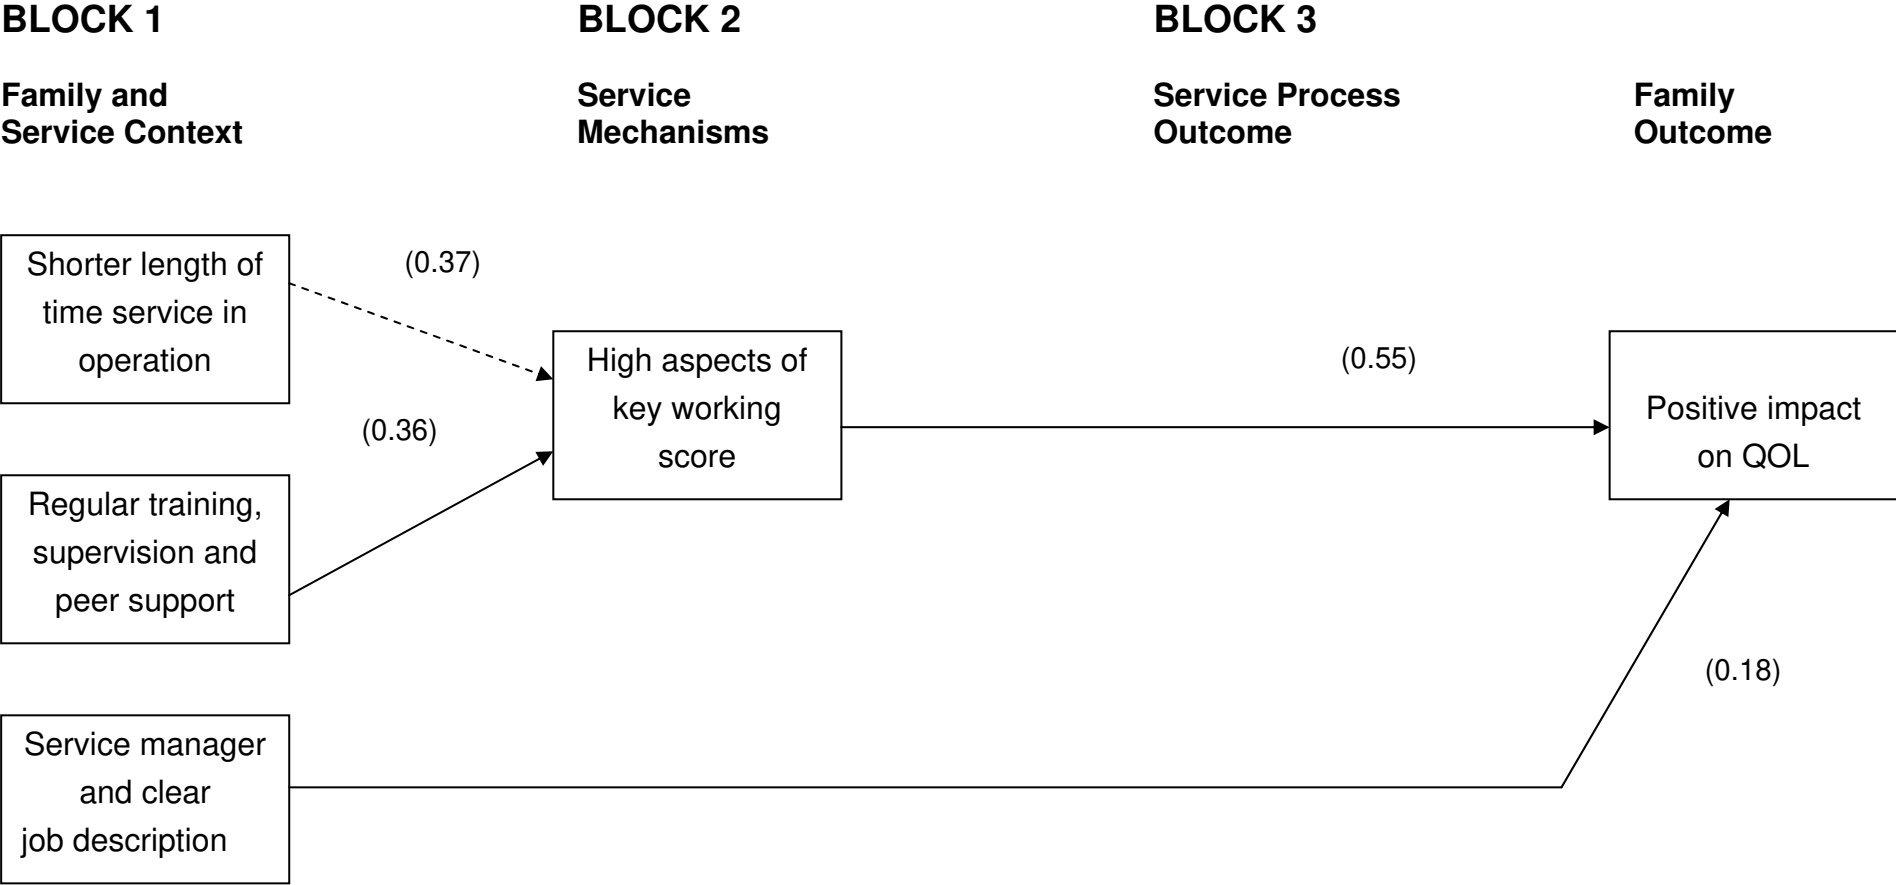 BLOCK 1
BLOCK 2
BLOCK 3
Family and
Service Context
Service
Mechanisms
Service Process
Outcome
Family
Outcome
Shorter length of
time service in
operation
(0.37)
(0.36)
High aspects of
key working
score
(0.55)
Positive impact
on QOL
Regular training,
supervision and
peer support
(0.18)
Service manager
and clear
job description